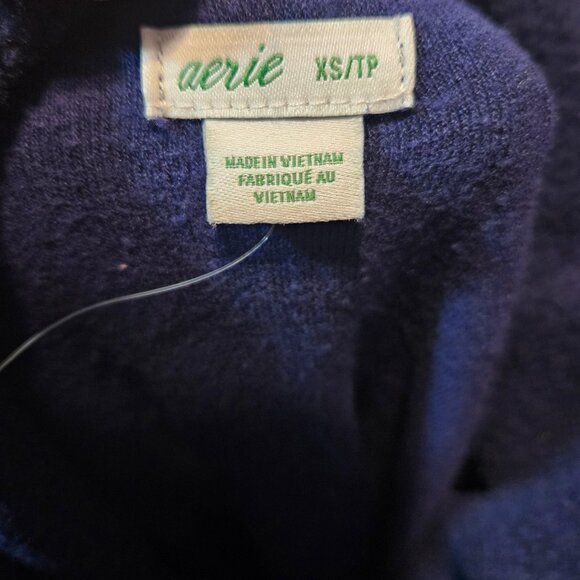 aerie XS/TP
MADE IN VIETNAM
FABRIQUÉ AU
VIETNAM